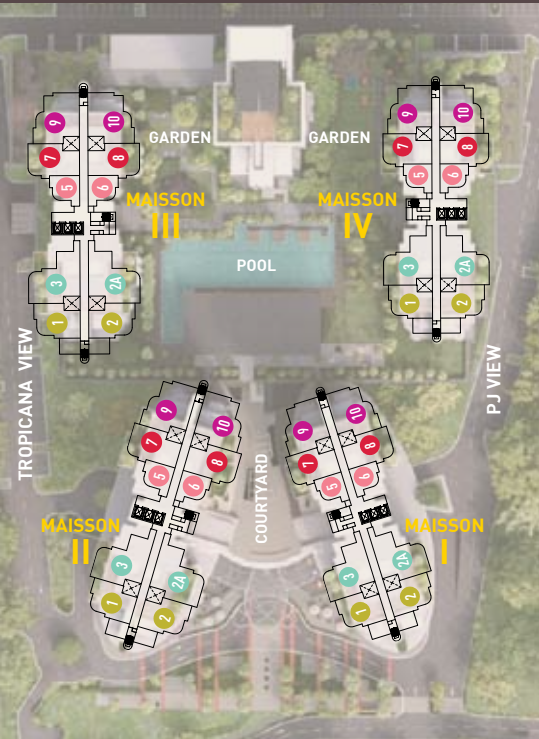 9 10
7 8
5 6
3 2A
1 2
GARDEN
GARDEN
9 10
7 8
5 6
3 2A
1 2
MAISSON
III
MAISSON
IV
POOL
TROPICANA VIEW
PJ VIEW
9 10
7 8
5 6
3 2A
1 2
COURTYARD
9 10
7 8
5 6
3 2A
1 2
MAISSON
II
MAISSON
I